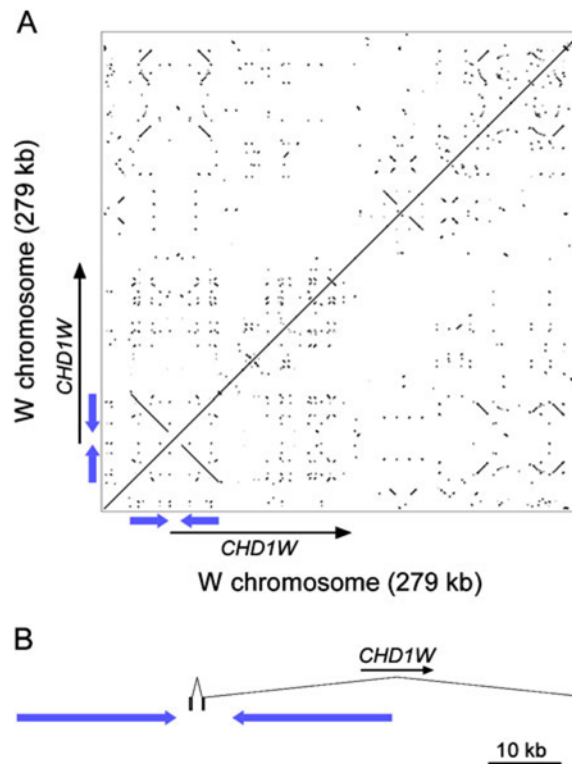 A
W chromosome (279 kb)
CHD1W
CHD1W
W chromosome (279 kb)
B
CHD1W
10 kb